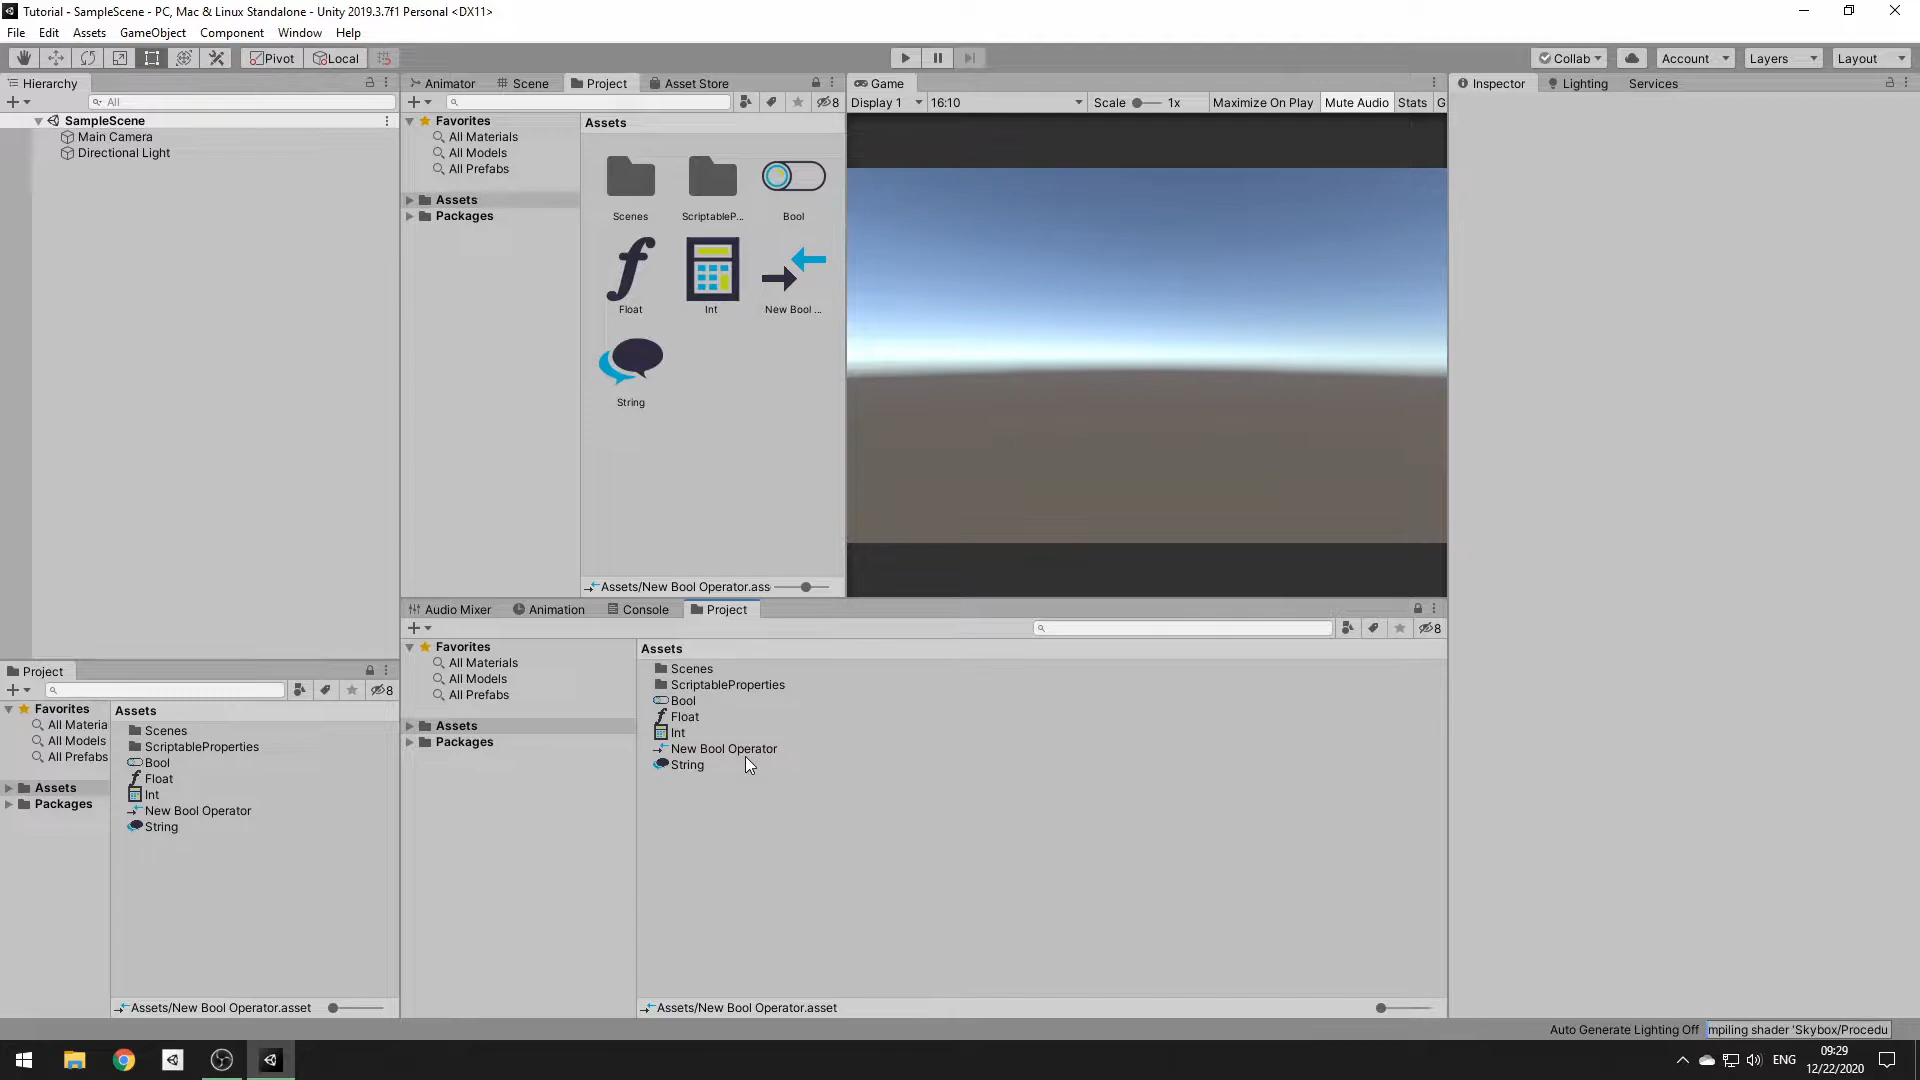 Tutorial - SampleScene - PC, Mac & Linux Standalone - Unity 2019.3.7f1 Personal <DX11>
File Edit Assets GameObject Component Window Help
Pivot Local Collab Account Layers Layout
Hierarchy
All
SampleScene
Main Camera
Directional Light
Animator Scene Project Asset Store
8
Favorites
All Materials
All Models
All Prefabs
Assets
Packages
Assets
Scenes ScriptableP... Bool
Float Int New Bool ...
String
Assets/New Bool Operator.ass
Game
Display 1 16:10 Scale 1x Maximize On Play Mute Audio Stats G
Inspector Lighting Services
Project
8
Favorites
All Materia
All Models
All Prefabs
Assets
Packages
Assets
Scenes
ScriptableProperties
Bool
Float
Int
New Bool Operator
String
Assets/New Bool Operator.asset
Audio Mixer Animation Console Project
8
Favorites
All Materials
All Models
All Prefabs
Assets
Packages
Assets
Scenes
ScriptableProperties
Bool
Float
Int
New Bool Operator
String
Assets/New Bool Operator.asset
Auto Generate Lighting Off mpiling shader 'Skybox/Procedu
ENG
09:29
12/22/2020